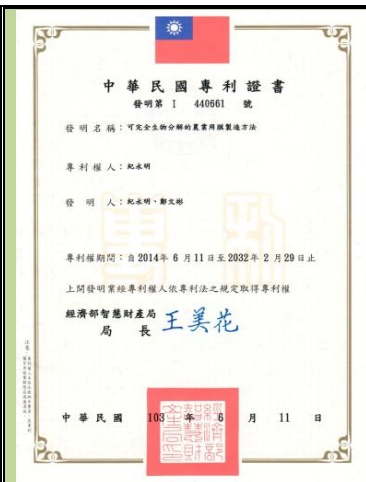 中華民國專利證書
發明第 I 440661 號
發明名稱：可完全生物分解的農業用膜製造方法
專利權人：紀永明
發明人：紀永明、鄭文彬
專利權期間：自2014年 6 月11日至2032年 2 月29日止
上開發明業經專利權人依專利法之規定取得專利權
經濟部智慧財產局
局長 王美花
中華民國 103 年 6 月 11 日